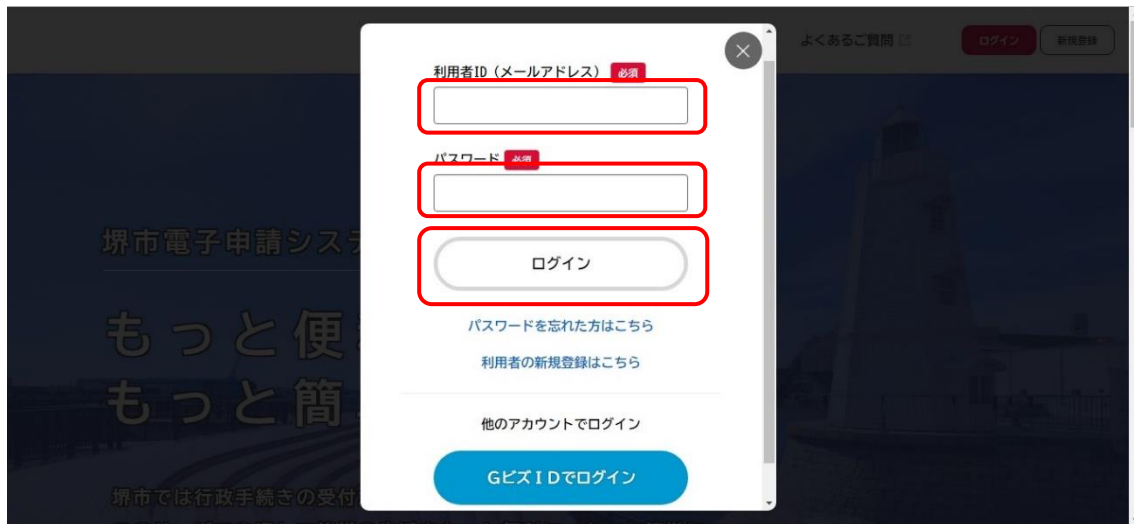 よくあるご質問
ログイン
新規登録
利用者ID（メールアドレス） 必須
パスワード 必須
ログイン
パスワードを忘れた方はこちら
利用者の新規登録はこちら
他のアカウントでログイン
GビズIDでログイン
堺市電子申請システ
もっと便
もっと簡
堺市では行政手続きの受付